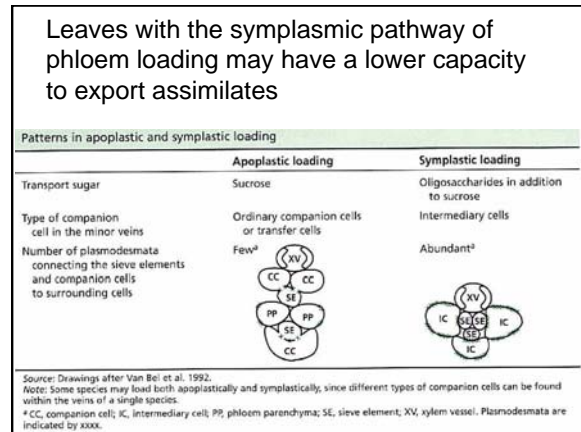 Leaves with the symplasmic pathway of
phloem loading may have a lower capacity
to export assimilates
Patterns in apoplastic and symplastic loading
Apoplastic loading Symplastic loading
Transport sugar Sucrose Oligosaccharides in addition
to sucrose
Type of companion Ordinary companion cells Intermediary cells
cell in the minor veins or transfer cells
Number of plasmodesmata Fewᵃ Abundantᵃ
connecting the sieve elements
and companion cells
to surrounding cells
XV
CC CC
SE
PP PP
SE
CC
XV
IC SE SE IC
SE
IC
Source: Drawings after Van Bel et al. 1992.
Note: Some species may load both apoplastically and symplastically, since different types of companion cells can be found
within the veins of a single species.
ᵃ CC, companion cell; IC, intermediary cell; PP, phloem parenchyma; SE, sieve element; XV, xylem vessel. Plasmodesmata are
indicated by xxxx.